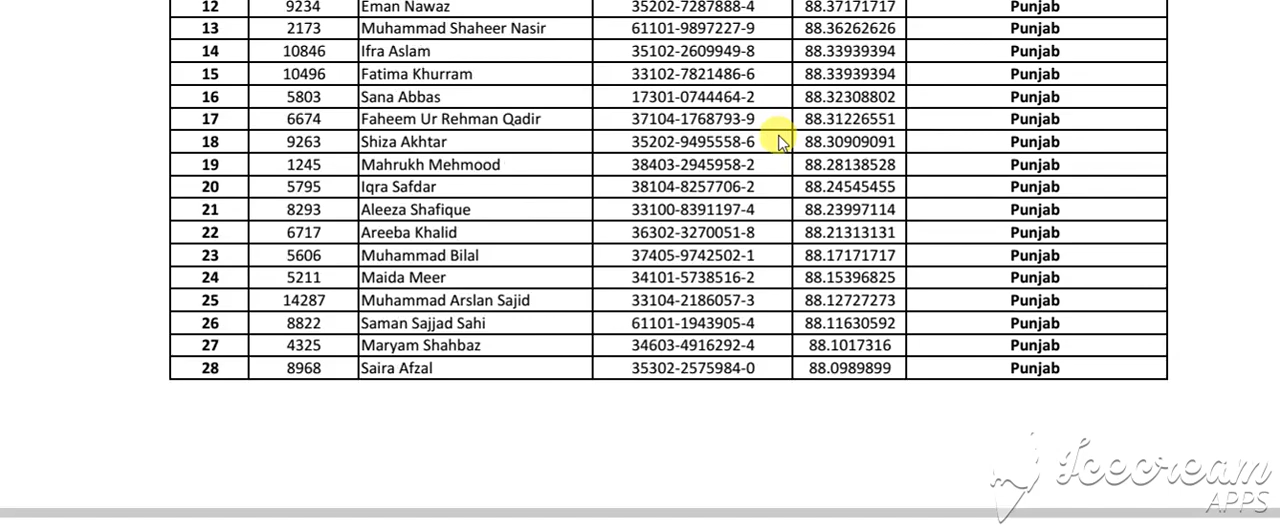 12 9234 Eman Nawaz 35202-7287888-4 88.37171717 Punjab
13 2173 Muhammad Shaheer Nasir 61101-9897227-9 88.36262626 Punjab
14 10846 Ifra Aslam 35102-2609949-8 88.33939394 Punjab
15 10496 Fatima Khurram 33102-7821486-6 88.33939394 Punjab
16 5803 Sana Abbas 17301-0744464-2 88.32308802 Punjab
17 6674 Faheem Ur Rehman Qadir 37104-1768793-9 88.31226551 Punjab
18 9263 Shiza Akhtar 35202-9495558-6 88.30909091 Punjab
19 1245 Mahrukh Mehmood 38403-2945958-2 88.28138528 Punjab
20 5795 Iqra Safdar 38104-8257706-2 88.24545455 Punjab
21 8293 Aleeza Shafique 33100-8391197-4 88.23997114 Punjab
22 6717 Areeba Khalid 36302-3270051-8 88.21313131 Punjab
23 5606 Muhammad Bilal 37405-9742502-1 88.17171717 Punjab
24 5211 Maida Meer 34101-5738516-2 88.15396825 Punjab
25 14287 Muhammad Arslan Sajid 33104-2186057-3 88.12727273 Punjab
26 8822 Saman Sajjad Sahi 61101-1943905-4 88.11630592 Punjab
27 4325 Maryam Shahbaz 34603-4916292-4 88.1017316 Punjab
28 8968 Saira Afzal 35302-2575984-0 88.0989899 Punjab
Icecream
APPS